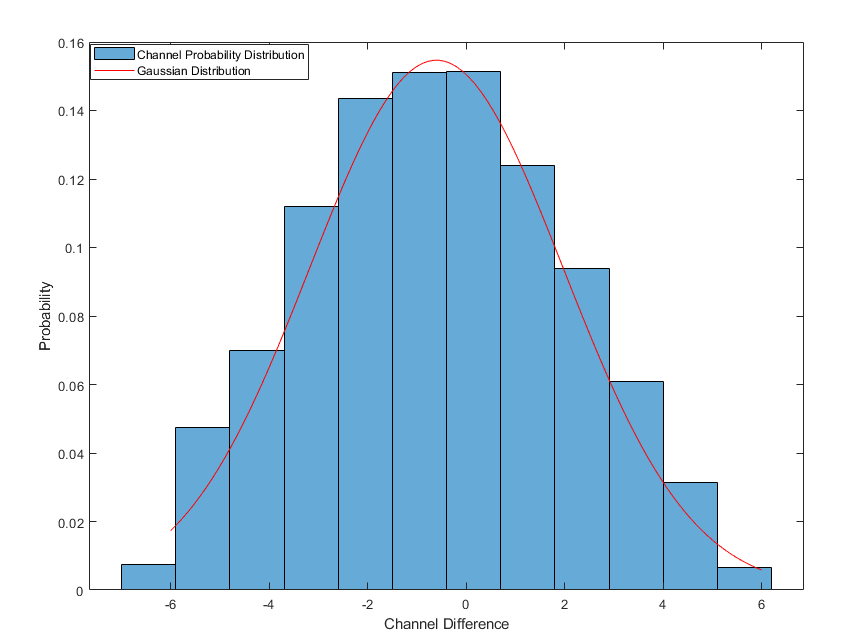 Channel Probability Distribution
Gaussian Distribution
0.16
0.14
0.12
0.1
0.08
0.06
0.04
0.02
0
Probability
-6 -4 -2 0 2 4 6
Channel Difference